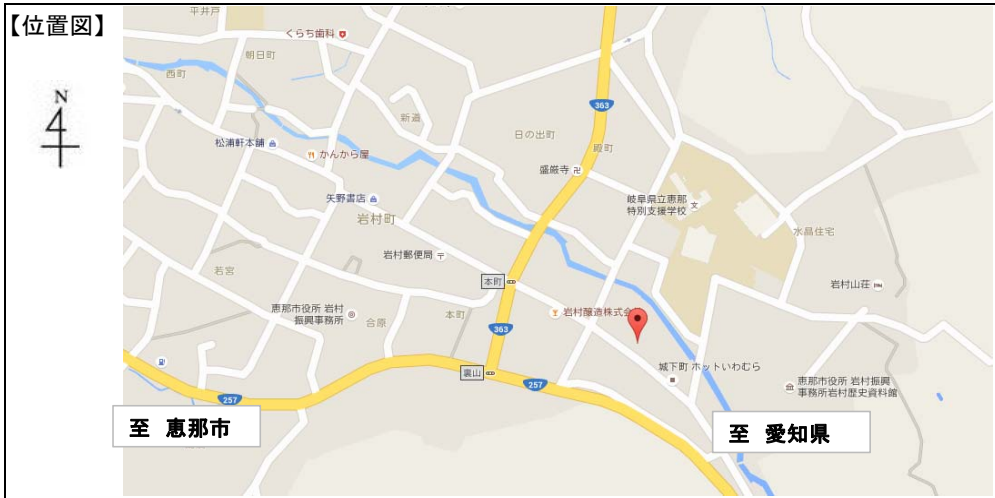 【位置図】
N
平井戸
くらち歯科
朝日町
西町
363
新道
日の出町
殿町
松浦軒本舗
かんから屋
盛巌寺
矢野書店
岩村町
岐阜県立恵那
特別支援学校
文
水晶住宅
岩村郵便局
若宮
本町
岩村山荘
恵那市役所 岩村
振興事務所
合原
本町
岩村醸造株式会
363
城下町 ホットいわむら
裏山
257
257
恵那市役所 岩村振興
事務所岩村歴史資料館
至 恵那市
至 愛知県